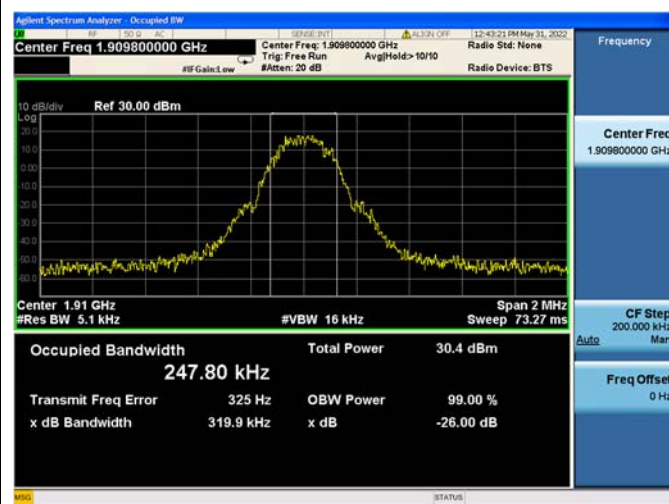 Agilent Spectrum Analyzer - Occupied BW
RF 50 Ω AC SENSE:INT ALIGN OFF 12:43:21 PM May 31, 2022
Center Freq 1.909800000 GHz
Center Freq: 1.909800000 GHz
Radio Std: None
Trig: Free Run Avg|Hold:>10/10
#IFGain:Low #Atten: 20 dB Radio Device: BTS
Frequency
10 dB/div Ref 30.00 dBm
Log
20.0
10.0
0.00
-10.0
-20.0
-30.0
-40.0
-50.0
-60.0
Center 1.91 GHz Span 2 MHz
#Res BW 5.1 kHz #VBW 16 kHz Sweep 73.27 ms
Center Freq
1.909800000 GHz
CF Step
200.000 kHz
Auto Man
Freq Offset
0 Hz
Occupied Bandwidth Total Power 30.4 dBm
247.80 kHz
Transmit Freq Error 325 Hz OBW Power 99.00 %
x dB Bandwidth 319.9 kHz x dB -26.00 dB
MSG STATUS